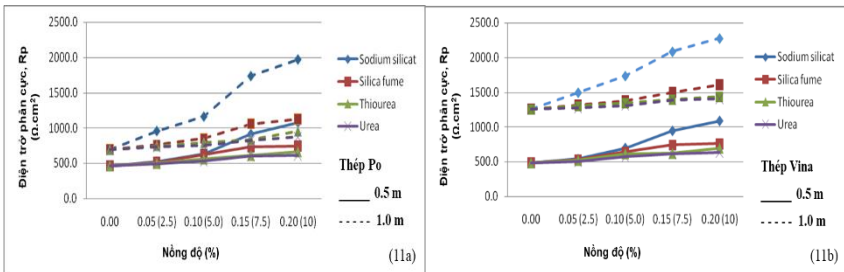 Điện trở phân cực, Rp
(Ω.cm²)
2500.0
2000.0
1500.0
1000.0
500.0
0.0
0.00
0.05 (2.5)
0.10 (5.0)
0.15 (7.5)
0.20 (10)
Nồng độ (%)
Sodium silicat
Silica fume
Thiourea
Urea
Thép Po
0.5 m
1.0 m
(11a)
Điện trở phân cực, Rp
(Ω.cm²)
2500.0
2000.0
1500.0
1000.0
500.0
0.0
0.00
0.05 (2.5)
0.10 (5.0)
0.15 (7.5)
0.20 (10)
Nồng độ (%)
Sodium silicat
Silica fume
Thiourea
Urea
Thép Vina
0.5 m
1.0 m
(11b)